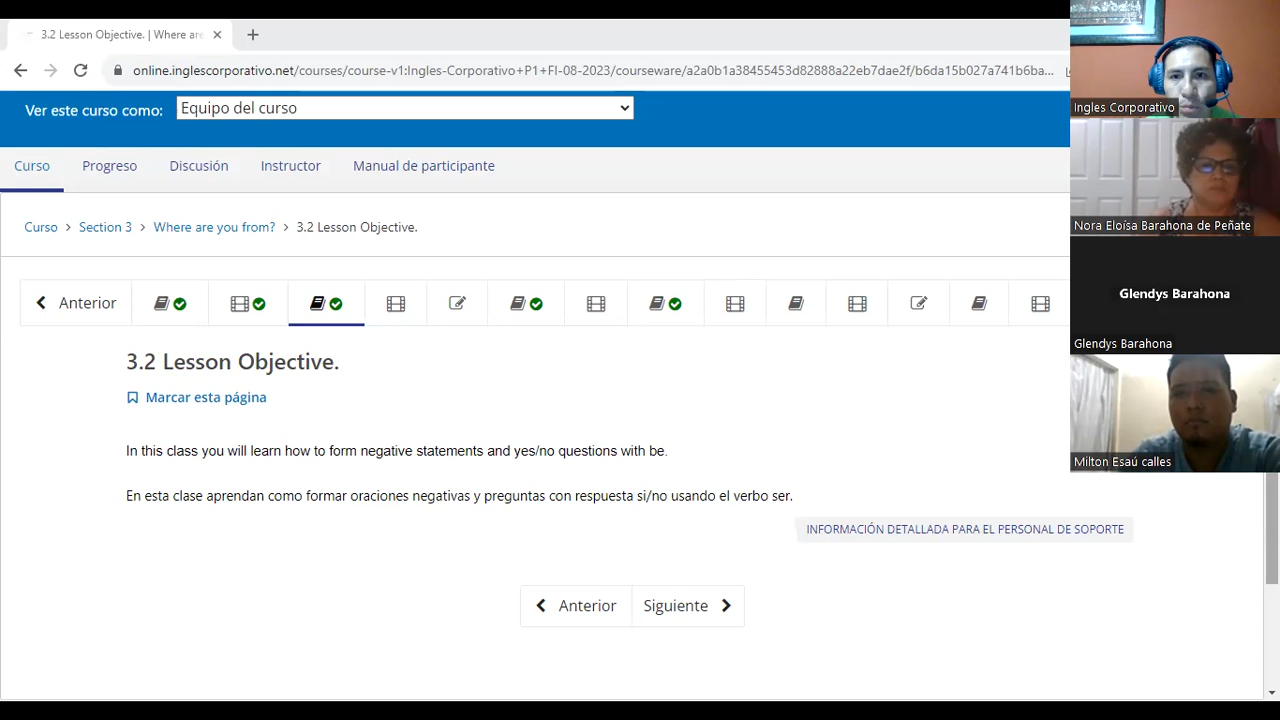 3.2 Lesson Objective. | Where are
online.inglescorporativo.net/courses/course-v1:Ingles-Corporativo+P1+FI-08-2023/courseware/a2a0b1a38455453d82888a22eb7dae2f/b6da15b027a741b6ba...
Ver este curso como: Equipo del curso
Curso Progreso Discusión Instructor Manual de participante
Curso > Section 3 > Where are you from? > 3.2 Lesson Objective.
Anterior
3.2 Lesson Objective.
Marcar esta página
In this class you will learn how to form negative statements and yes/no questions with be.
En esta clase aprendan como formar oraciones negativas y preguntas con respuesta si/no usando el verbo ser.
INFORMACIÓN DETALLADA PARA EL PERSONAL DE SOPORTE
Anterior Siguiente
Ingles Corporativo
Nora Eloísa Barahona de Peñate
Glendys Barahona
Glendys Barahona
Milton Esaú calles